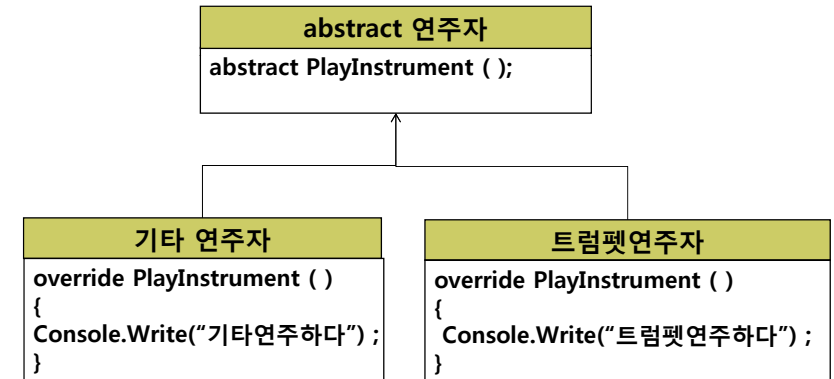 abstract 연주자
abstract PlayInstrument ( );
기타 연주자
override PlayInstrument ( )
{
Console.Write(“기타연주하다”) ;
}
트럼펫연주자
override PlayInstrument ( )
{
Console.Write(“트럼펫연주하다”) ;
}